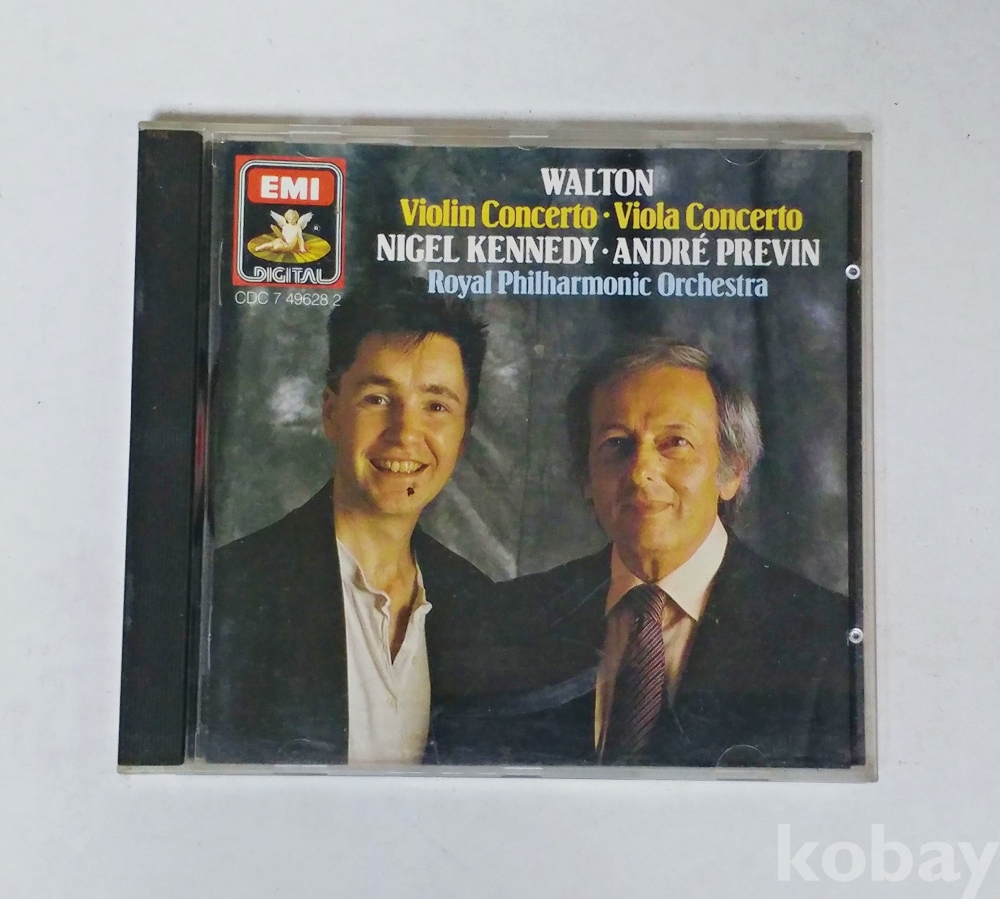 EMI
DIGITAL
CDC 7 49628 2
WALTON
Violin Concerto · Viola Concerto
NIGEL KENNEDY · ANDRÉ PREVIN
Royal Philharmonic Orchestra
kobay